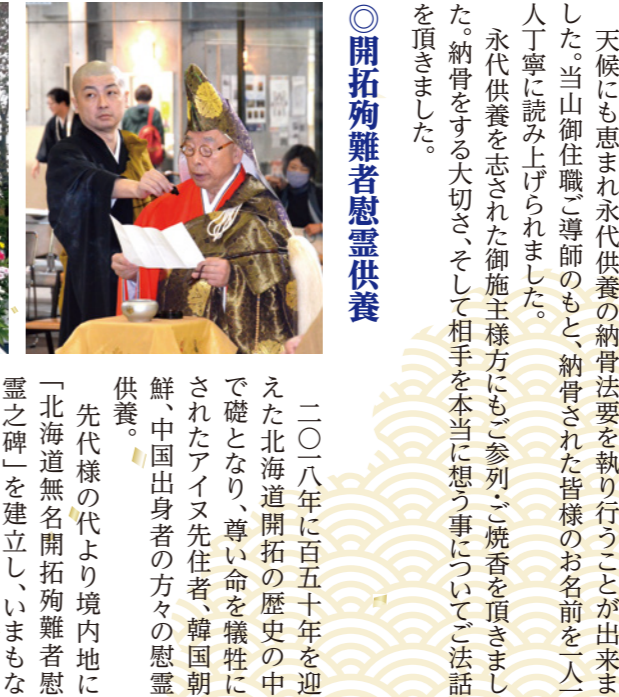 天候にも恵まれ永代供養の納骨法要を執り行うことが出来ま
した。当山御住職ご導師のもと、納骨された皆様のお名前を一人一
人丁寧に読み上げられました。
永代供養を志された御施主様方にもご参列・ご焼香を頂きまし
た。納骨をする大切さ、そして相手を本当に想う事についてご法話
を頂きました。
◎開拓殉難者慰霊供養
二〇一八年に百五十年を迎
えた北海道開拓の歴史の中
で礎となり、尊い命を犠牲に
されたアイヌ先住者、韓国朝
鮮、中国出身者の方々の慰霊
供養。
先代様の代より境内地に
「北海道無名開拓殉難者慰
霊之碑」を建立し、いまもな